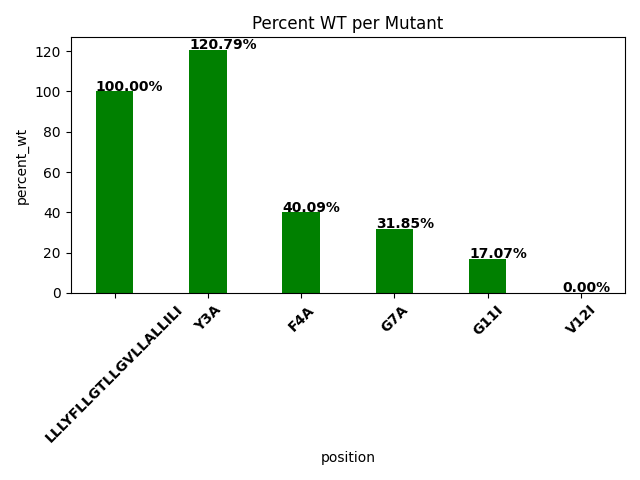 Percent WT per Mutant
percent_wt
120
100
80
60
40
20
0
100.00%
120.79%
40.09%
31.85%
17.07%
0.00%
LLLYFLLGTLLGVLLALLILI
Y3A
F4A
G7A
G11I
V12I
position